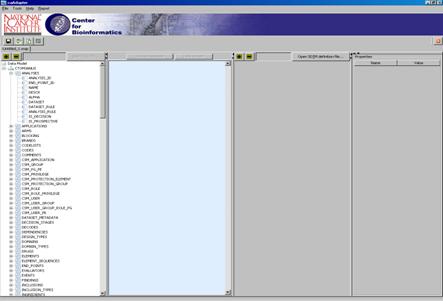 caAdapter
File Tools Help Report
NATIONAL
CANCER
INSTITUTE
Center
for
Bioinformatics
Untitled_1.map
Open SDTM definition file...
Properties
Name Value
Data Model
CTOMSVALID
ANALYSES
ANALYSIS_ID
END_POINT_ID
NAME
DESCR
ALPHA
DATASET
DATASET_RULE
ANALYSIS_RULE
IS_DECISION
IS_PROSPECTIVE
APPLICATIONS
ARMS
BLOCKING
BRANDS
CODELISTS
CODES
COMMENTS
CSM_APPLICATION
CSM_GROUP
CSM_PG_PE
CSM_PRIVILEGE
CSM_PROTECTION_ELEMENT
CSM_PROTECTION_GROUP
CSM_ROLE
CSM_ROLE_PRIVILEGE
CSM_USER
CSM_USER_GROUP
CSM_USER_GROUP_ROLE_PG
CSM_USER_PE
DATASET_METADATA
DECISION_STAGES
DECODES
DEPENDENCIES
DESIGN_TYPES
DOMAINS
DOMAIN_TYPES
DRUGS
ELEMENTS
ELEMENT_SEQUENCES
END_POINTS
EVALUATORS
EVENTS
FINDINGS
INCLUSIONS
INCLUSION_TYPES
INGREDIENTS